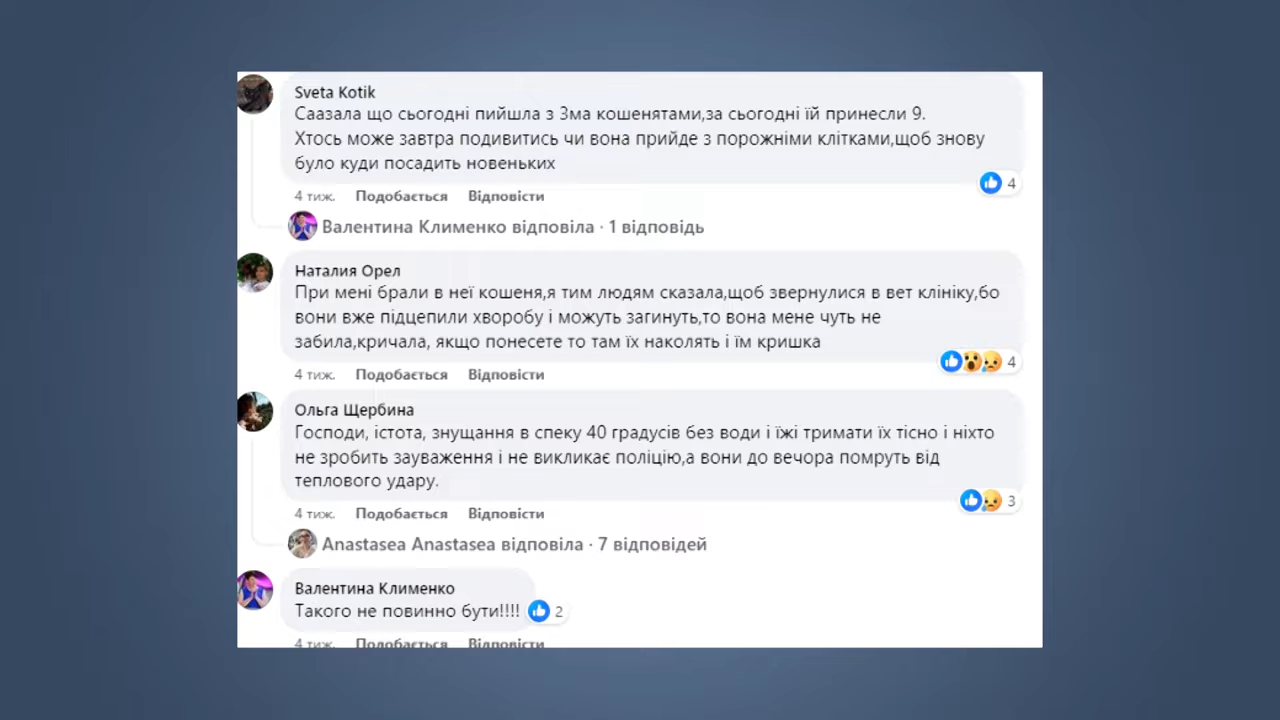 Sveta Kotik
Саазала що сьогодні пийшла з 3ма кошенятами,за сьогодні їй принесли 9.
Хтось може завтра подивитись чи вона прийде з порожніми клітками,щоб знову
було куди посадить новеньких
4
4 тиж. Подобається Відповісти
Валентина Клименко відповіла · 1 відповідь
Наталия Орел
При мені брали в неї кошеня,я тим людям сказала,щоб звернулися в вет клініку,бо
вони вже підцепили хворобу і можуть загинуть,то вона мене чуть не
забила,кричала, якщо понесете то там їх наколять і їм кришка
4
4 тиж. Подобається Відповісти
Ольга Щербина
Господи, істота, знущання в спеку 40 градусів без води і їжі тримати їх тісно і ніхто
не зробить зауваження і не викликає поліцію,а вони до вечора помруть від
теплового удару.
3
4 тиж. Подобається Відповісти
Anastasea Anastasea відповіла · 7 відповідей
Валентина Клименко
Такого не повинно бути!!!! 2
4 тиж. Подобається Відповісти